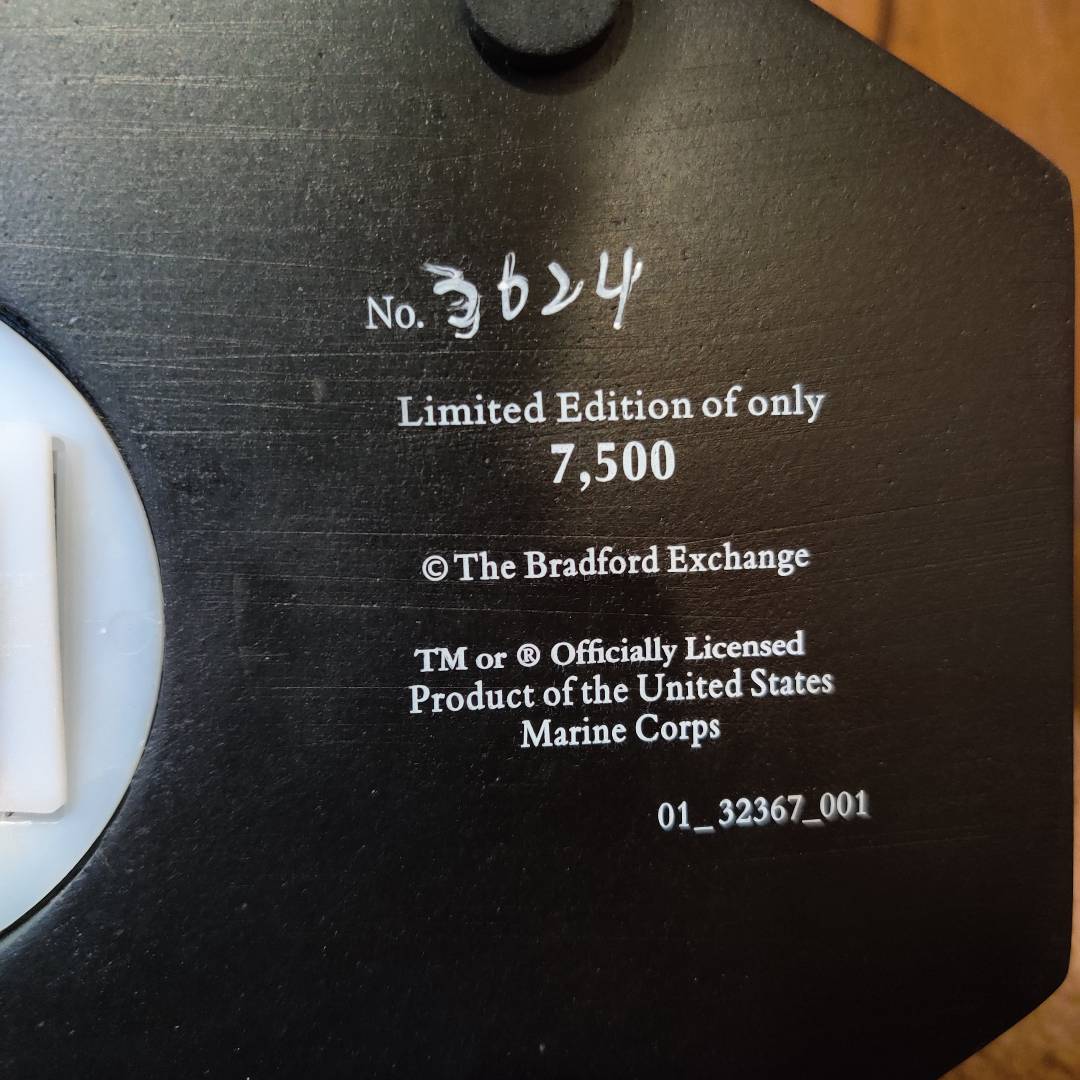 No. 3624
Limited Edition of only
7,500
© The Bradford Exchange
TM or ® Officially Licensed
Product of the United States
Marine Corps
01_32367_001